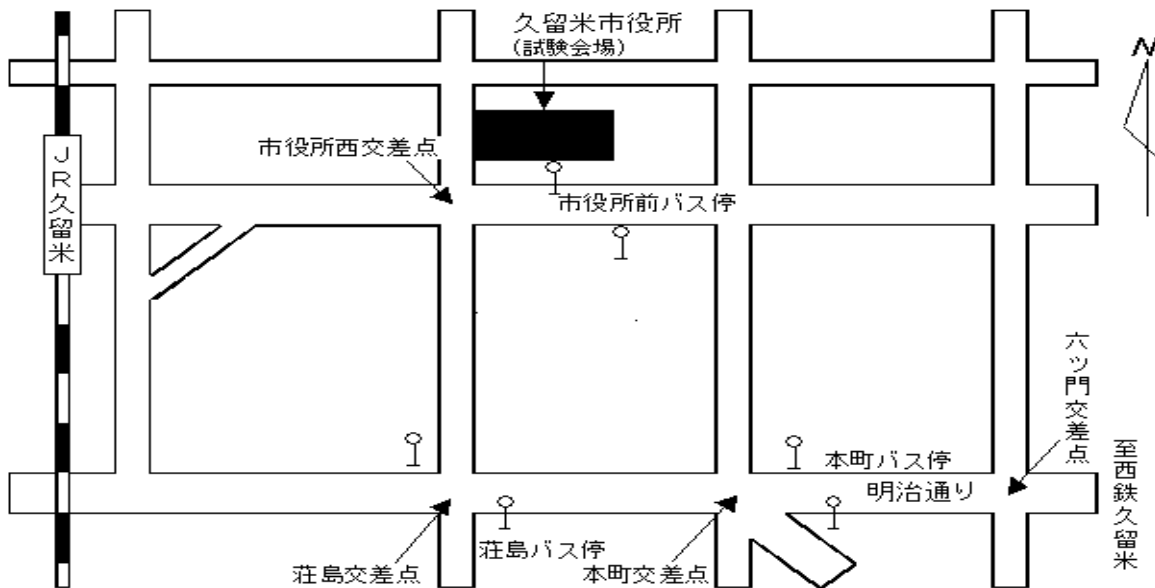 久留米市役所
(試験会場)
N
市役所西交差点
JR久留米
市役所前バス停
六ツ門交差点
本町バス停
至西鉄久留米
明治通り
荘島バス停
荘島交差点
本町交差点